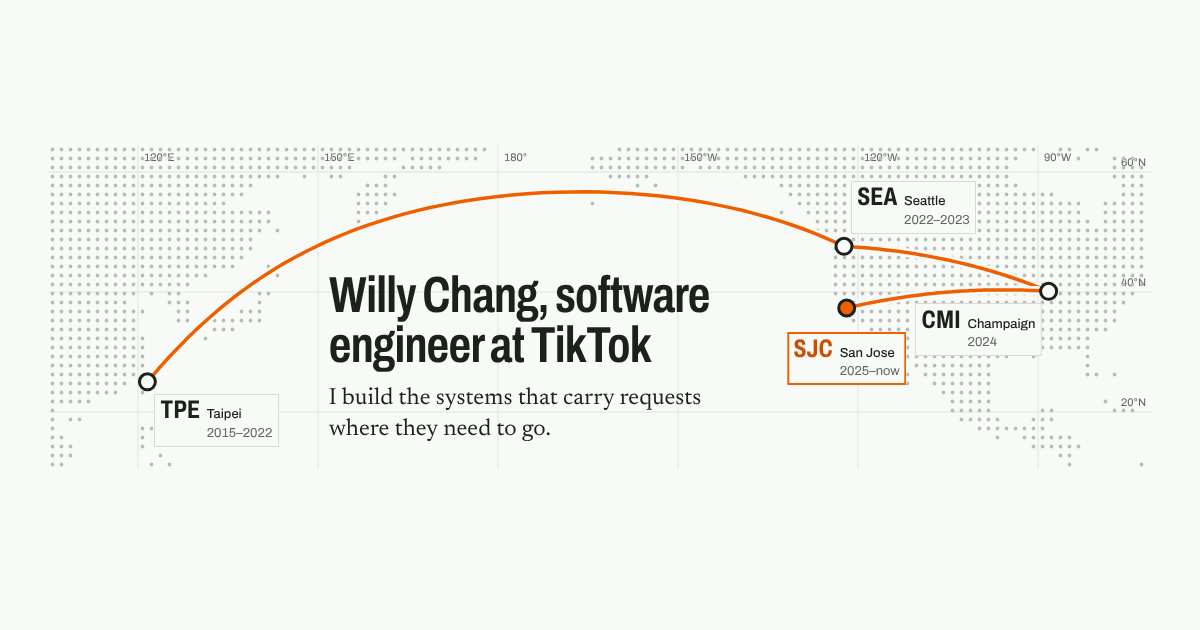 120°E 150°E 180° 150°W 120°W 90°W
60°N
SEA Seattle
2022–2023
Willy Chang, software
engineer at TikTok
I build the systems that carry requests
where they need to go.
40°N
CMI Champaign
2024
SJC San Jose
2025–now
TPE Taipei
2015–2022
20°N